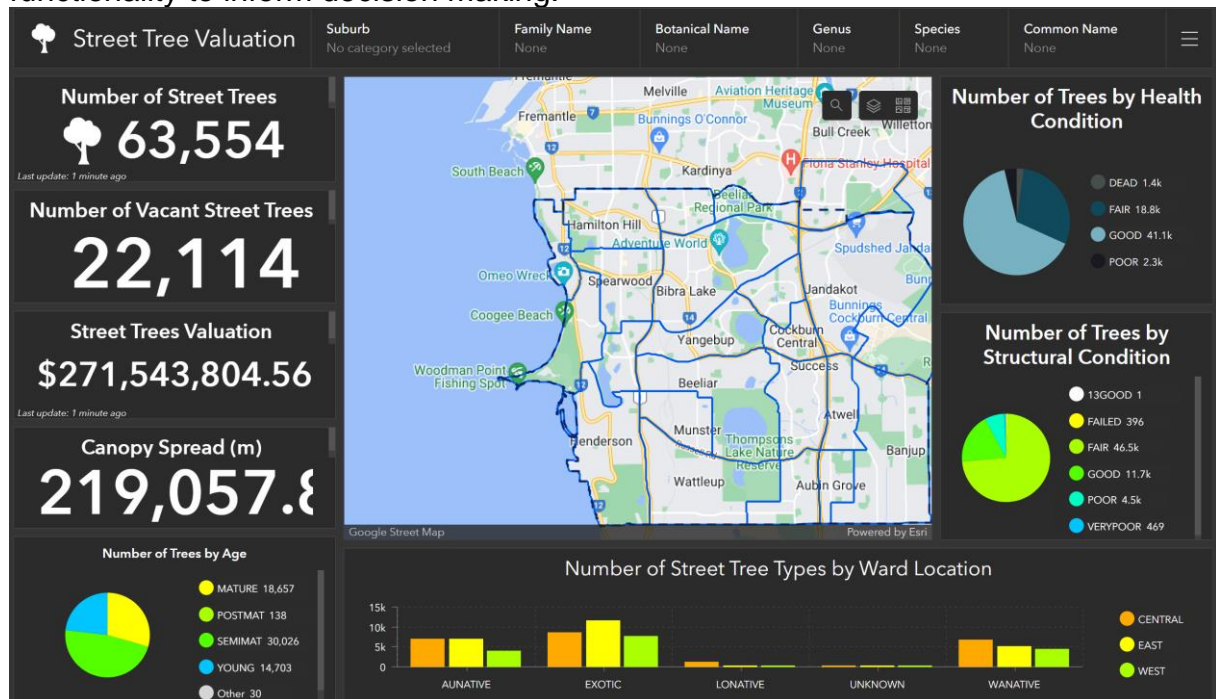 functionality to inform decision making.
Street Tree Valuation
Suburb
No category selected
Family Name
None
Botanical Name
None
Genus
None
Species
None
Common Name
None
Number of Street Trees
63,554
Last update: 1 minute ago
Number of Vacant Street Trees
22,114
Street Trees Valuation
$271,543,804.56
Last update: 1 minute ago
Canopy Spread (m)
219,057.8
Number of Trees by Age
MATURE 18,657
POSTMAT 138
SEMIMAT 30,026
YOUNG 14,703
Other 30
Fremantle
Melville
Aviation Heritage
Museum
Fremantle
7
Bunnings O'Connor
Bull Creek
Willetton
12
South Beach
Kardinya
Fiona Stanley Hospital
Beeliar
Regional Park
Hamilton Hill
12
Adventure World
Spudshed Janda
Omeo Wreck
Spearwood
Bibra Lake
Jandakot
Bunnings
Cockburn Central
Coogee Beach
14
Yangebup
Cockburn
Central
Woodman Point
Fishing Spot
Success
Beeliar
Atwell
Henderson
Munster
Thompsons
Lake Nature
Reserve
Banjup
Wattleup
Aubin Grove
Google Street Map
Powered by Esri
Number of Trees by Health
Condition
DEAD 1.4k
FAIR 18.8k
GOOD 41.1k
POOR 2.3k
Number of Trees by
Structural Condition
13GOOD 1
FAILED 396
FAIR 46.5k
GOOD 11.7k
POOR 4.5k
VERYPOOR 469
Number of Street Tree Types by Ward Location
15k
10k
5k
0
AUNATIVE
EXOTIC
LONATIVE
UNKNOWN
WANATIVE
CENTRAL
EAST
WEST